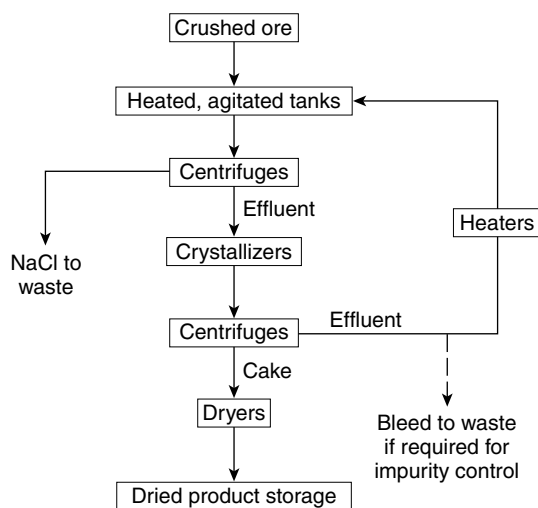 Crushed ore
Heated, agitated tanks
Centrifuges
Effluent
Heaters
NaCl to
waste
Crystallizers
Centrifuges
Effluent
Cake
Dryers
Bleed to waste
if required for
impurity control
Dried product storage